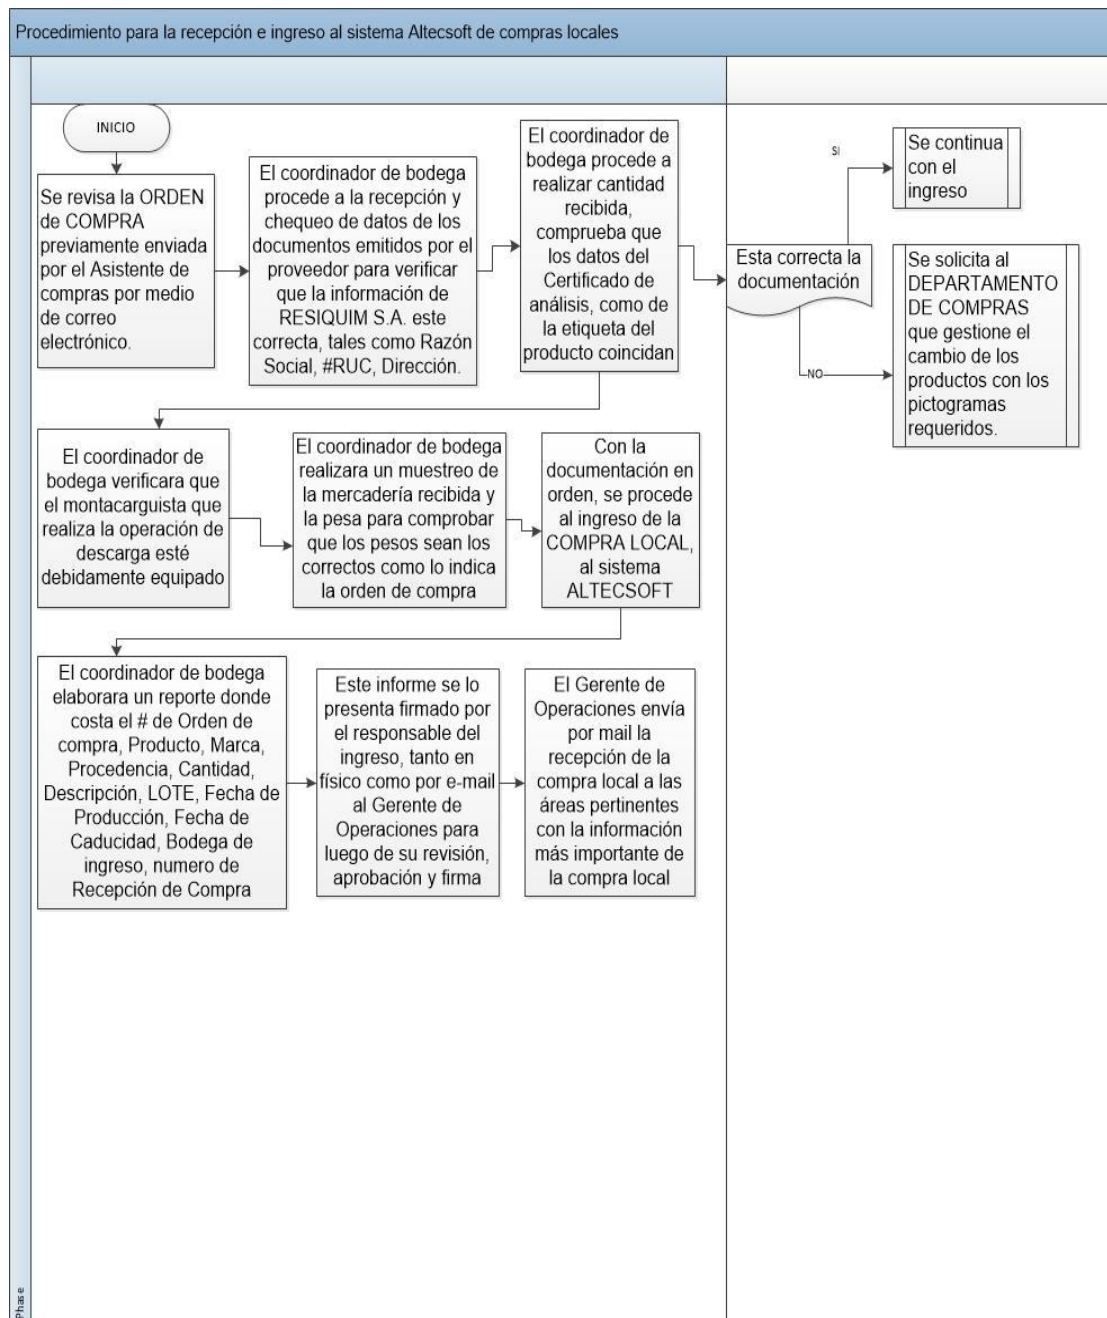 Procedimiento para la recepción e ingreso al sistema Altecsoft de compras locales
INICIO
Se revisa la ORDEN
de COMPRA
previamente enviada
por el Asistente de
compras por medio
de correo
electrónico.
El coordinador de bodega
procede a la recepción y
chequeo de datos de los
documentos emitidos por el
proveedor para verificar
que la información de
RESIQUIM S.A. este
correcta, tales como Razón
Social, #RUC, Dirección.
El coordinador de
bodega procede a
realizar cantidad
recibida,
comprueba que
los datos del
Certificado de
análisis, como de
la etiqueta del
producto coincidan
Esta correcta la
documentación
SI
Se continua
con el
ingreso
NO
Se solicita al
DEPARTAMENTO
DE COMPRAS
que gestione el
cambio de los
productos con los
pictogramas
requeridos.
El coordinador de
bodega verificara que
el montacarguista que
realiza la operación de
descarga esté
debidamente equipado
El coordinador de bodega
realizara un muestreo de
la mercadería recibida y
la pesa para comprobar
que los pesos sean los
correctos como lo indica
la orden de compra
Con la
documentación en
orden, se procede
al ingreso de la
COMPRA LOCAL,
al sistema
ALTECSOFT
El coordinador de bodega
elaborara un reporte donde
costa el # de Orden de
compra, Producto, Marca,
Procedencia, Cantidad,
Descripción, LOTE, Fecha de
Producción, Fecha de
Caducidad, Bodega de
ingreso, numero de
Recepción de Compra
Este informe se lo
presenta firmado por
el responsable del
ingreso, tanto en
físico como por e-mail
al Gerente de
Operaciones para
luego de su revisión,
aprobación y firma
El Gerente de
Operaciones envía
por mail la
recepción de la
compra local a las
áreas pertinentes
con la información
más importante de
la compra local
Phase